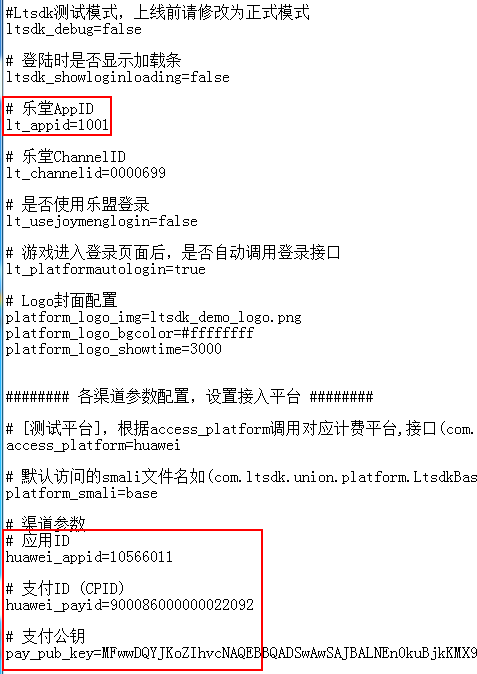 #Ltsdk测试模式，上线前请修改为正式模式
ltsdk_debug=false
# 登陆时是否显示加载条
ltsdk_showloginloading=false
# 乐堂AppID
lt_appid=1001
# 乐堂ChannelID
lt_channelid=0000699
# 是否使用乐盟登录
lt_usejoymenglogin=false
# 游戏进入登录页面后，是否自动调用登录接口
lt_platformautologin=true
# Logo封面配置
platform_logo_img=ltsdk_demo_logo.png
platform_logo_bgcolor=#ffffffff
platform_logo_showtime=3000
######## 各渠道参数配置，设置接入平台 ########
# [测试平台]，根据access_platform调用对应计费平台,接口(com.
access_platform=huawei
# 默认访问的smali文件名如(com.ltsdk.union.platform.LtsdkBas
platform_smali=base
# 渠道参数
# 应用ID
huawei_appid=10566011
# 支付ID (CPID)
huawei_payid=900086000000022092
# 支付公钥
pay_pub_key=MFwwDQYJKoZIhvcNAQEBBQADSwAwSAJBALNEn0kuBjkKMX9